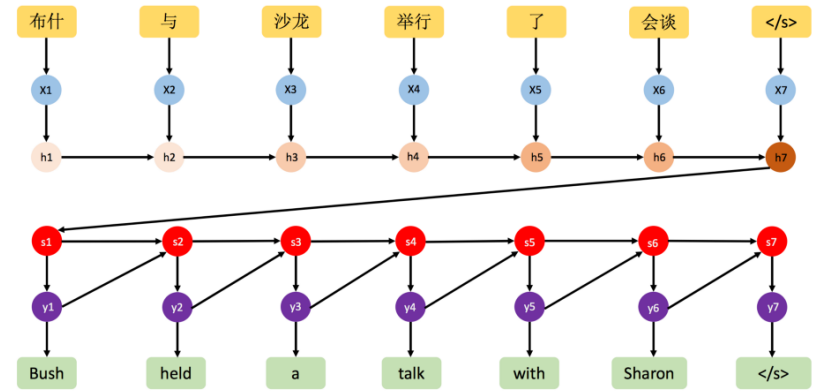 布什 与 沙龙 举行 了 会谈 </s>
X1 X2 X3 X4 X5 X6 X7
h1 h2 h3 h4 h5 h6 h7
s1 s2 s3 s4 s5 s6 s7
y1 y2 y3 y4 y5 y6 y7
Bush held a talk with Sharon </s>